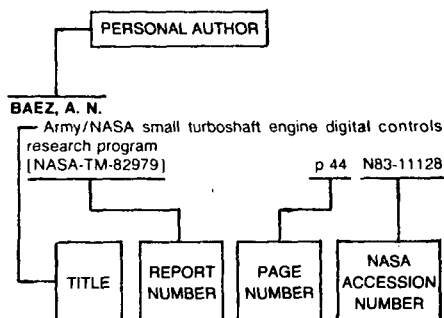 PERSONAL AUTHOR
BAEZ, A. N.
Army/NASA small turboshaft engine digital controls
research program
[NASA-TM-82979] p 44 N83-11128
TITLE
REPORT
NUMBER
PAGE
NUMBER
NASA
ACCESSION
NUMBER